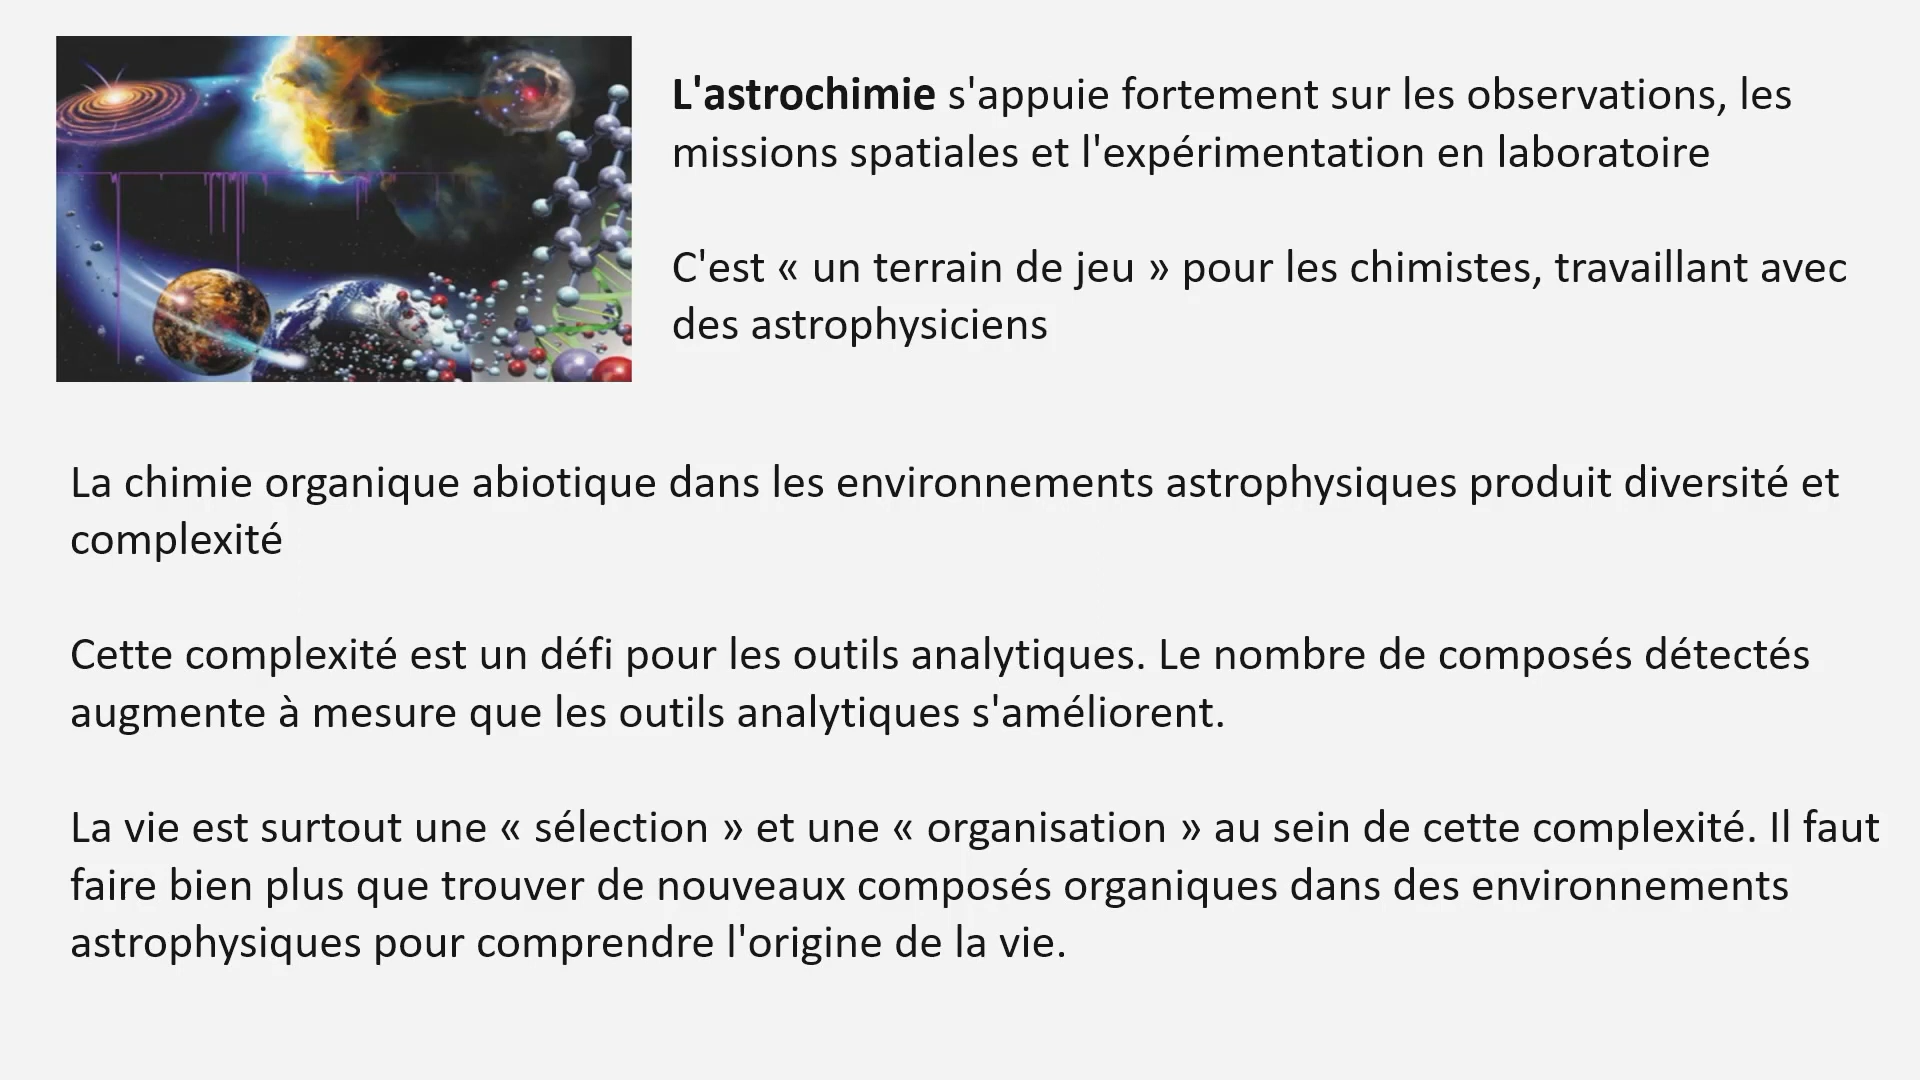 L'astrochimie s'appuie fortement sur les observations, les
missions spatiales et l'expérimentation en laboratoire
C'est « un terrain de jeu » pour les chimistes, travaillant avec
des astrophysiciens
La chimie organique abiotique dans les environnements astrophysiques produit diversité et
complexité
Cette complexité est un défi pour les outils analytiques. Le nombre de composés détectés
augmente à mesure que les outils analytiques s'améliorent.
La vie est surtout une « sélection » et une « organisation » au sein de cette complexité. Il faut
faire bien plus que trouver de nouveaux composés organiques dans des environnements
astrophysiques pour comprendre l'origine de la vie.